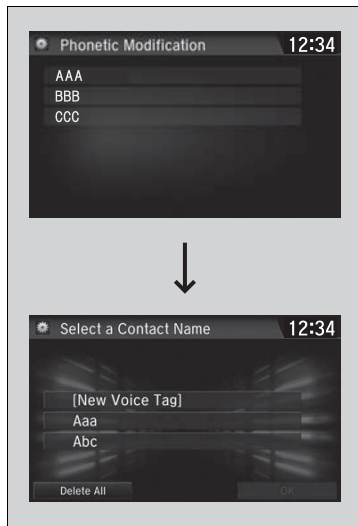 Phonetic Modification 12:34
AAA
BBB
CCC
Select a Contact Name 12:34
[New Voice Tag]
Aaa
Abc
Delete All OK